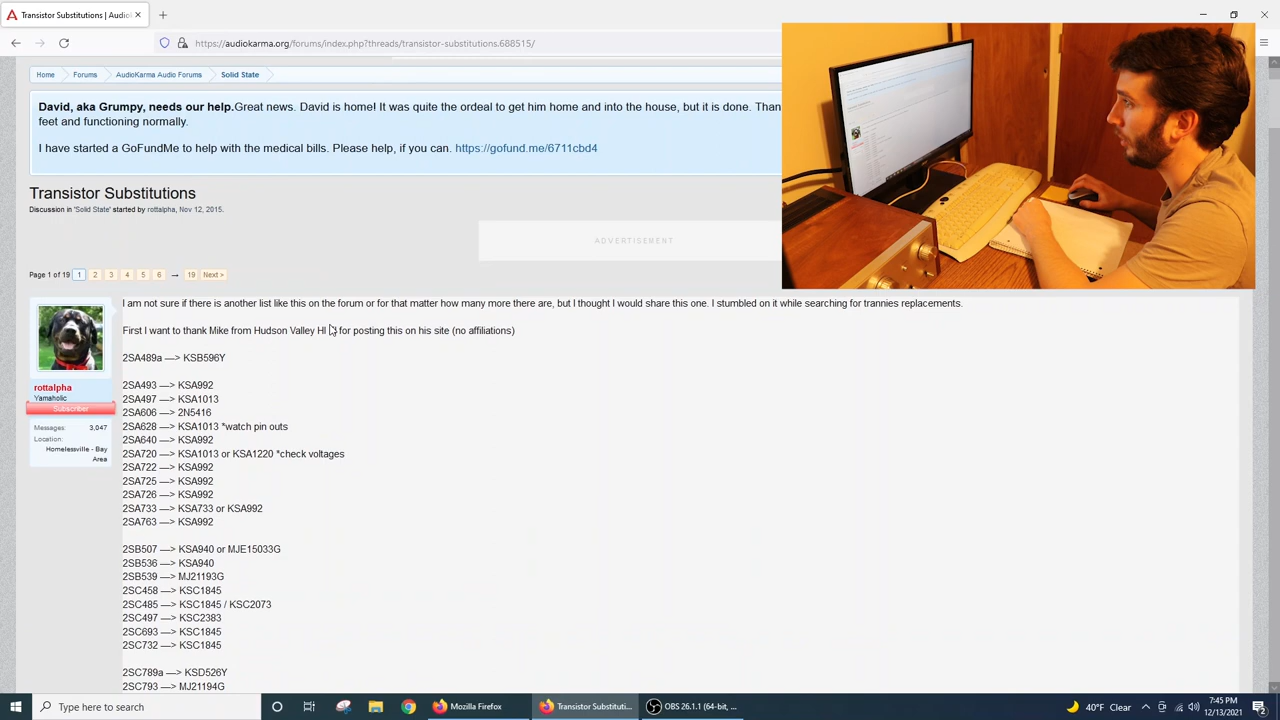 Transistor Substitutions | Audiol
https://audiokarma.org/forums/index.php?threads/transistor-substitutions.688515/
Home Forums AudioKarma Audio Forums Solid State
David, aka Grumpy, needs our help.Great news. David is home! It was quite the ordeal to get him home and into the house, but it is done. Than
feet and functioning normally.
I have started a GoFundMe to help with the medical bills. Please help, if you can. https://gofund.me/6711cbd4
Transistor Substitutions
Discussion in 'Solid State' started by rottalpha, Nov 12, 2015.
ADVERTISEMENT
Page 1 of 19 1 2 3 4 5 6 → 19 Next >
I am not sure if there is another list like this on the forum or for that matter how many more there are, but I thought I would share this one. I stumbled on it while searching for trannies replacements.
First I want to thank Mike from Hudson Valley HI for posting this on his site (no affiliations)
rottalpha
Yamaholic
Subscriber
Messages: 3,047
Location: Homelessville - Bay
Area
2SA489a —> KSB596Y
2SA493 —> KSA992
2SA497 —> KSA1013
2SA606 —> 2N5416
2SA628 —> KSA1013 *watch pin outs
2SA640 —> KSA992
2SA720 —> KSA1013 or KSA1220 *check voltages
2SA722 —> KSA992
2SA725 —> KSA992
2SA726 —> KSA992
2SA733 —> KSA733 or KSA992
2SA763 —> KSA992
2SB507 —> KSA940 or MJE15033G
2SB536 —> KSA940
2SB539 —> MJ21193G
2SC458 —> KSC1845
2SC485 —> KSC1845 / KSC2073
2SC497 —> KSC2383
2SC693 —> KSC1845
2SC732 —> KSC1845
2SC789a —> KSD526Y
2SC793 —> MJ21194G
Type here to search
Mozilla Firefox
Transistor Substituti...
OBS 26.1.1 (64-bit, ...
40°F Clear
7:45 PM
12/13/2021
2